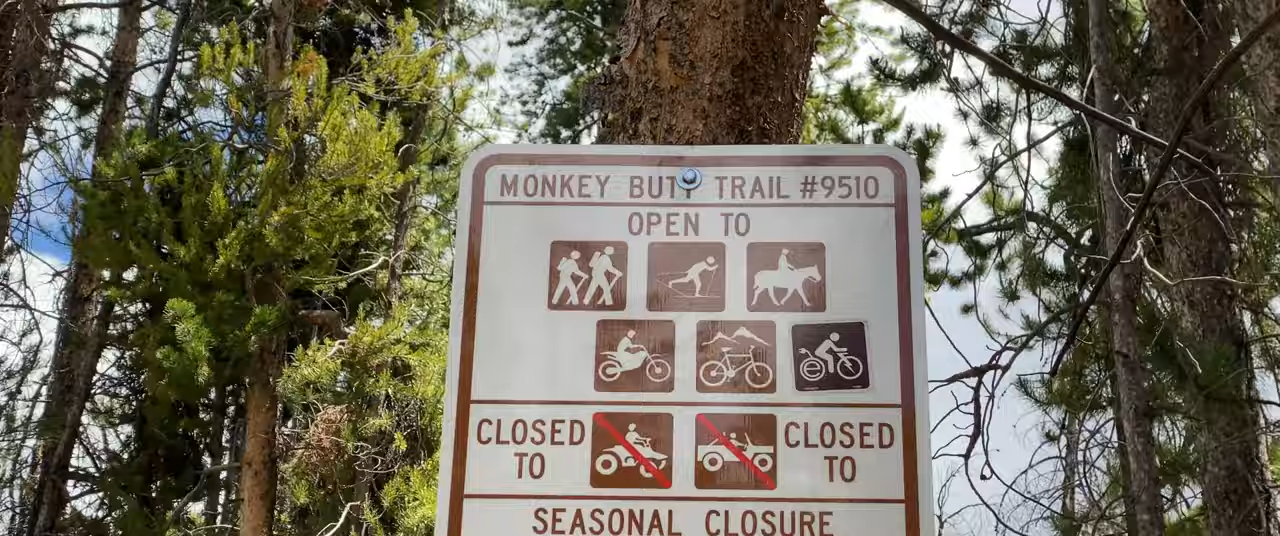 MONKEY BUTT TRAIL #9510
OPEN TO
CLOSED TO
CLOSED TO
SEASONAL CLOSURE